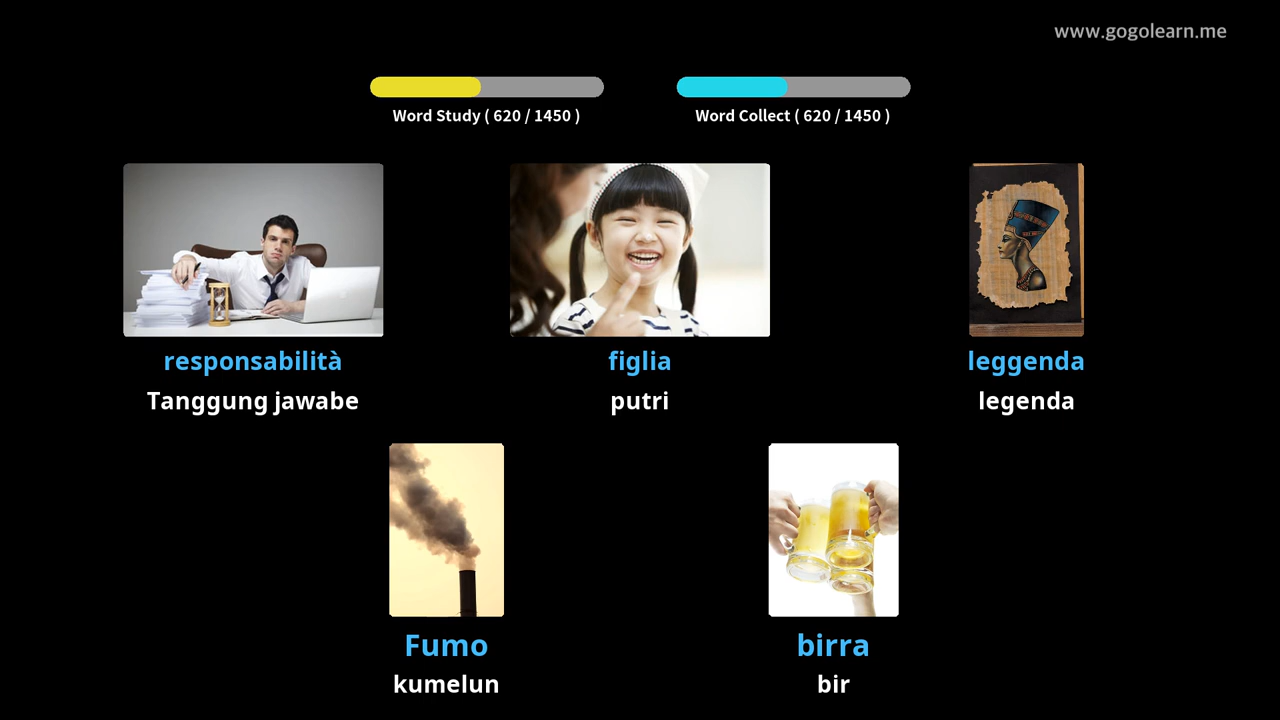 www.gogolearn.me
Word Study ( 620 / 1450 )
Word Collect ( 620 / 1450 )
responsabilità
Tanggung jawabe
figlia
putri
leggenda
legenda
Fumo
kumelun
birra
bir